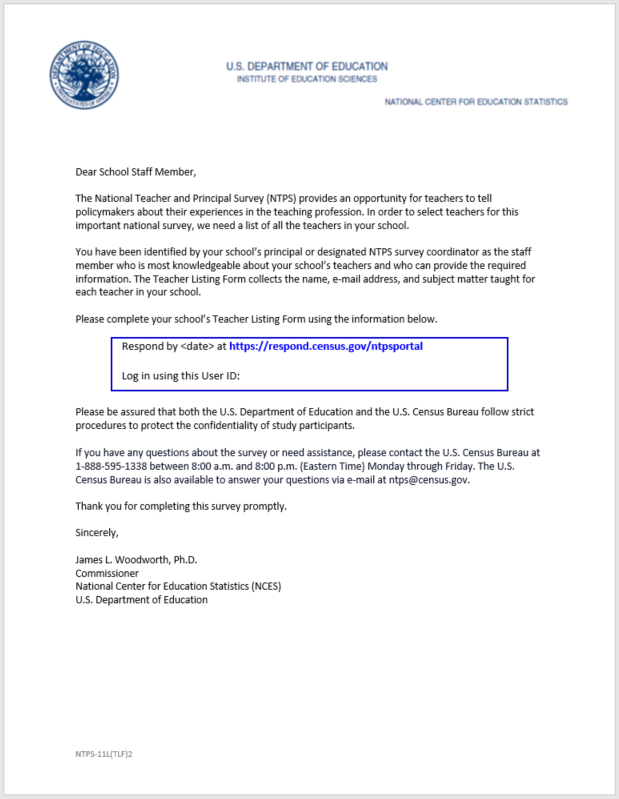 DEPARTMENT OF EDUCATION
UNITED STATES OF AMERICA
U.S. DEPARTMENT OF EDUCATION
INSTITUTE OF EDUCATION SCIENCES
NATIONAL CENTER FOR EDUCATION STATISTICS
Dear School Staff Member,
The National Teacher and Principal Survey (NTPS) provides an opportunity for teachers to tell
policymakers about their experiences in the teaching profession. In order to select teachers for this
important national survey, we need a list of all the teachers in your school.
You have been identified by your school's principal or designated NTPS survey coordinator as the staff
member who is most knowledgeable about your school's teachers and who can provide the required
information. The Teacher Listing Form collects the name, e-mail address, and subject matter taught for
each teacher in your school.
Please complete your school's Teacher Listing Form using the information below.
Respond by <date> at https://respond.census.gov/ntpsportal
Log in using this User ID:
Please be assured that both the U.S. Department of Education and the U.S. Census Bureau follow strict
procedures to protect the confidentiality of study participants.
If you have any questions about the survey or need assistance, please contact the U.S. Census Bureau at
1-888-595-1338 between 8:00 a.m. and 8:00 p.m. (Eastern Time) Monday through Friday. The U.S.
Census Bureau is also available to answer your questions via e-mail at ntps@census.gov.
Thank you for completing this survey promptly.
Sincerely,
James L. Woodworth, Ph.D.
Commissioner
National Center for Education Statistics (NCES)
U.S. Department of Education
NTPS-11L(TLF)2